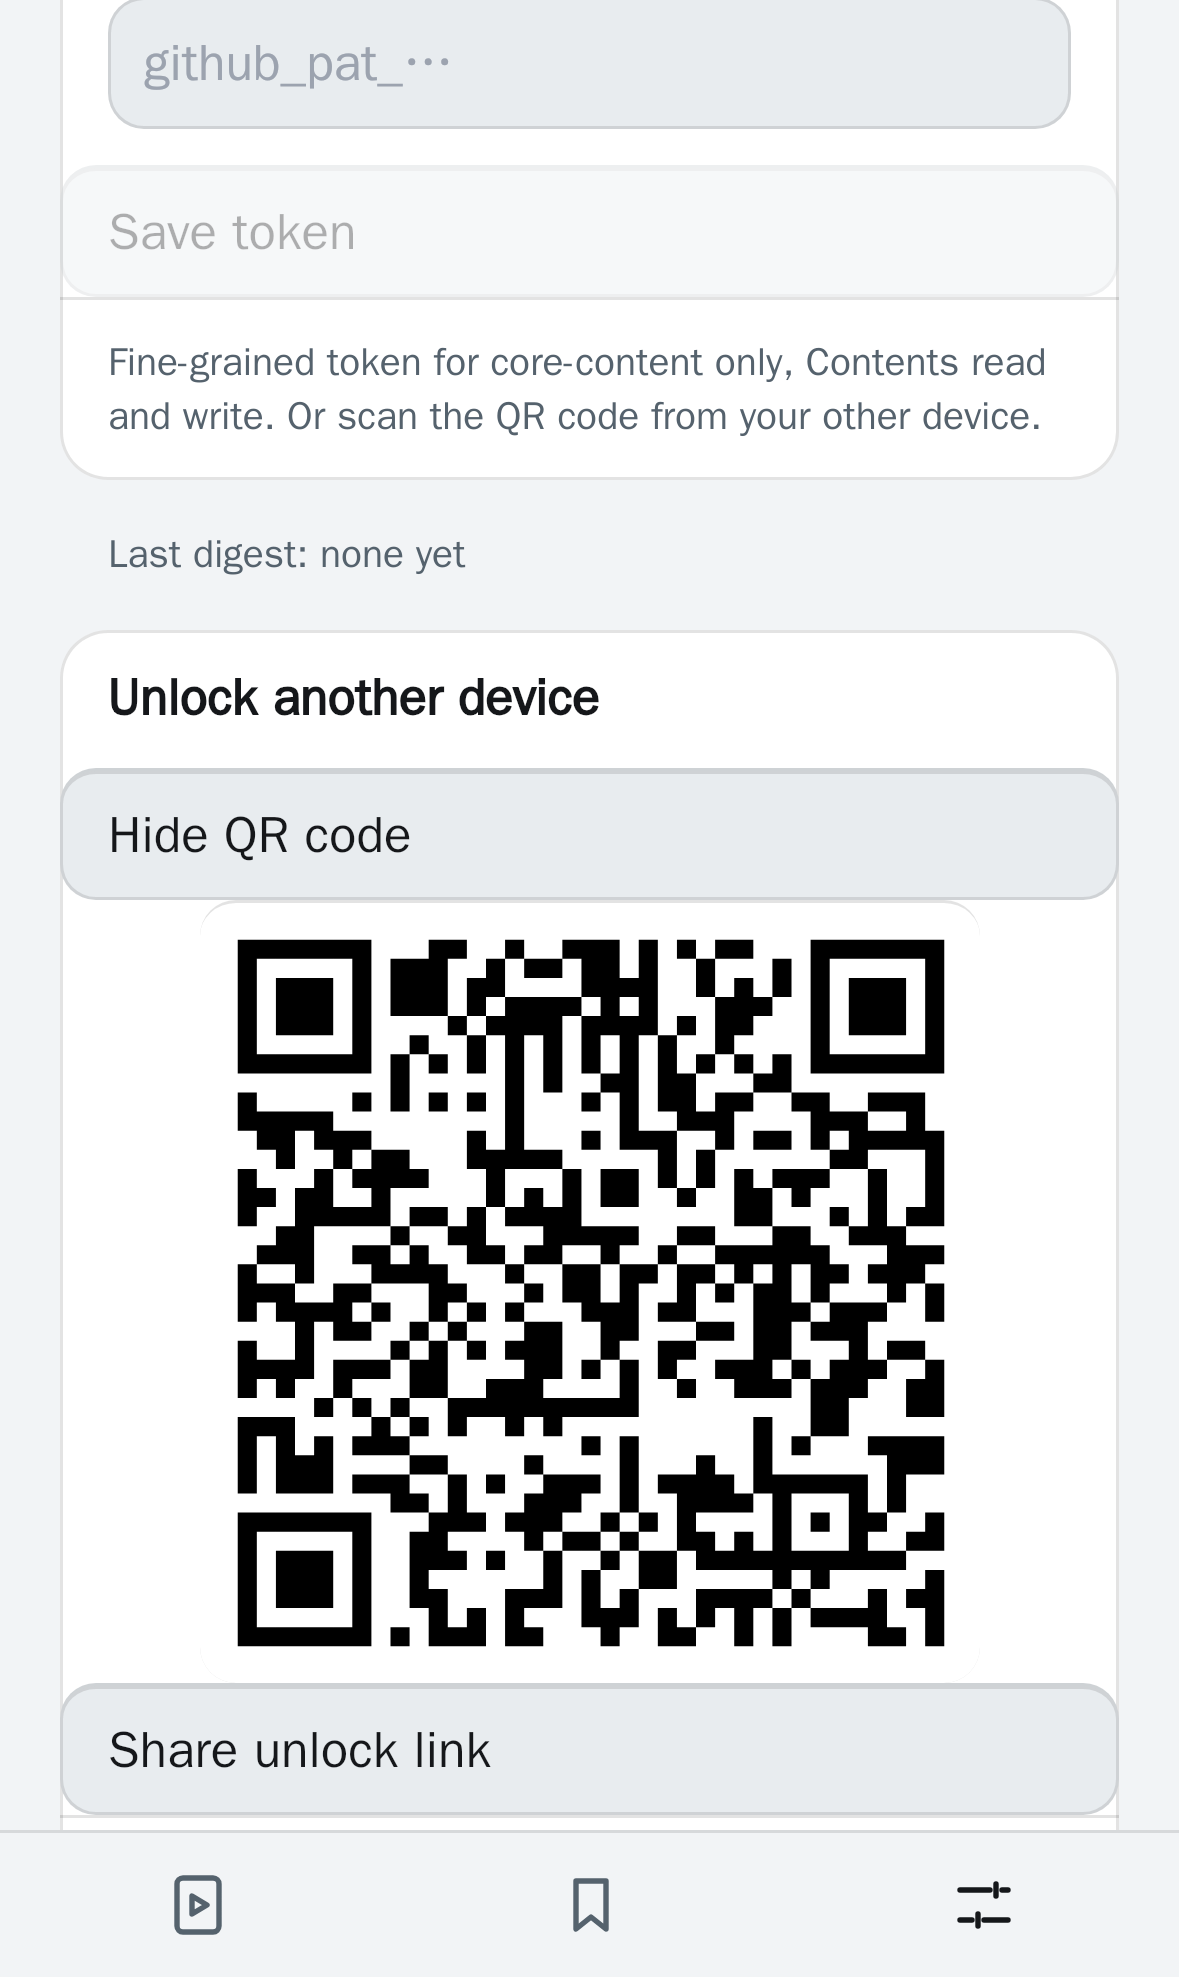 github_pat_…
Save token
Fine-grained token for core-content only, Contents read
and write. Or scan the QR code from your other device.
Last digest: none yet
Unlock another device
Hide QR code
Share unlock link